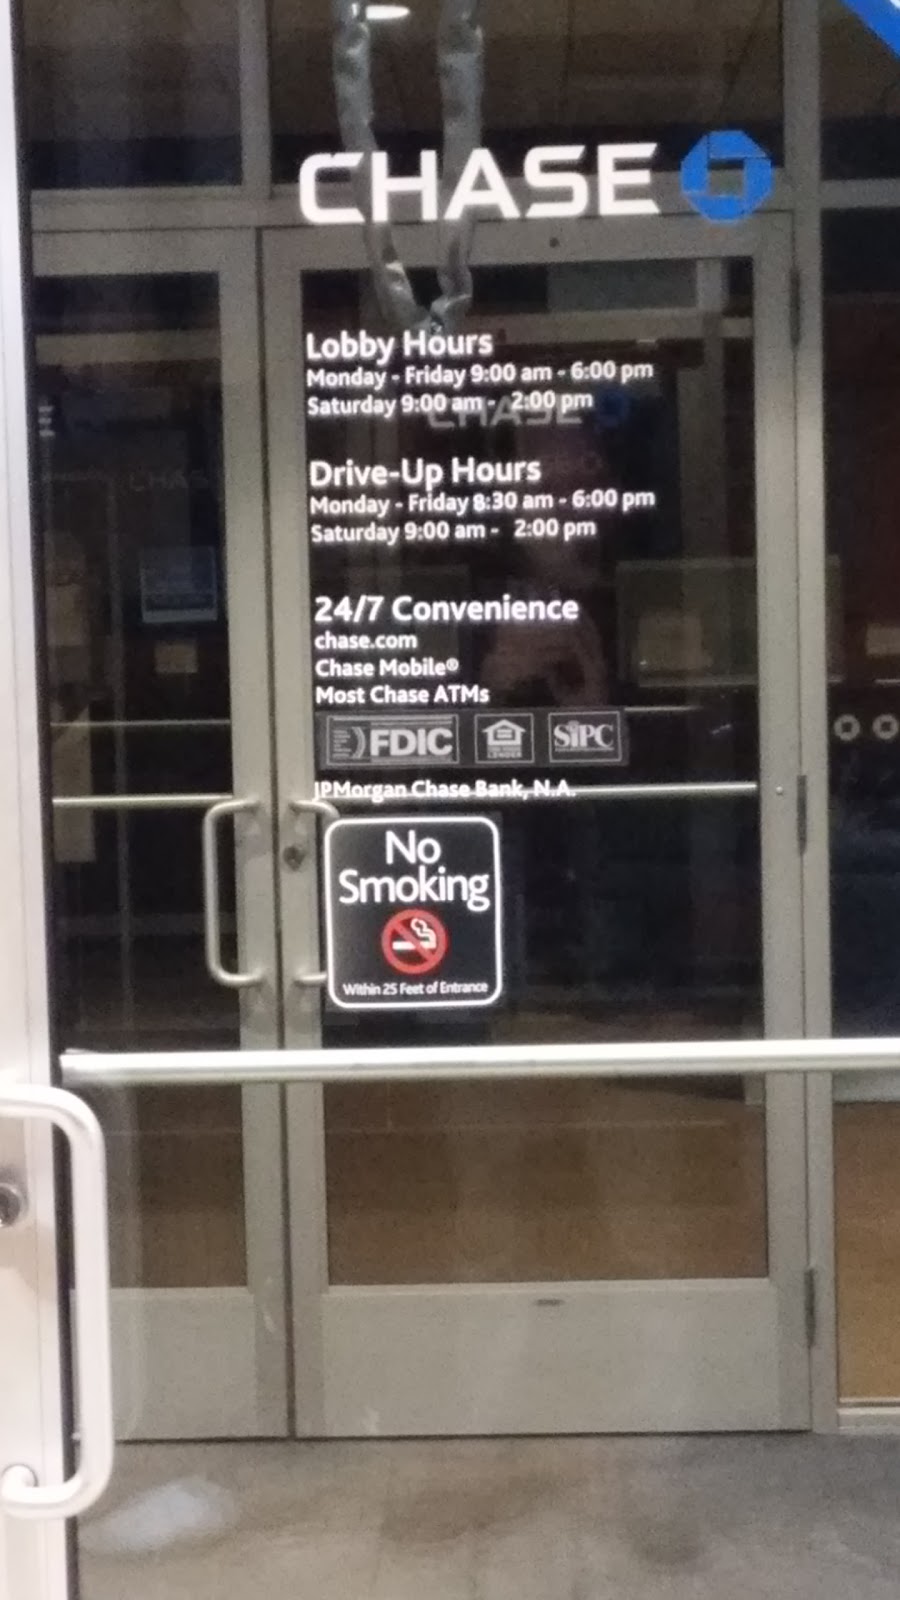 CHASE
Lobby Hours
Monday - Friday 9:00 am - 6:00 pm
Saturday 9:00 am - 2:00 pm
CHASE
Drive-Up Hours
Monday - Friday 8:30 am - 6:00 pm
Saturday 9:00 am - 2:00 pm
24/7 Convenience
chase.com
Chase Mobile®
Most Chase ATMs
FDIC
LENDER
SIPC
JPMorgan Chase Bank, N.A.
No
Smoking
Within 25 Feet of Entrance